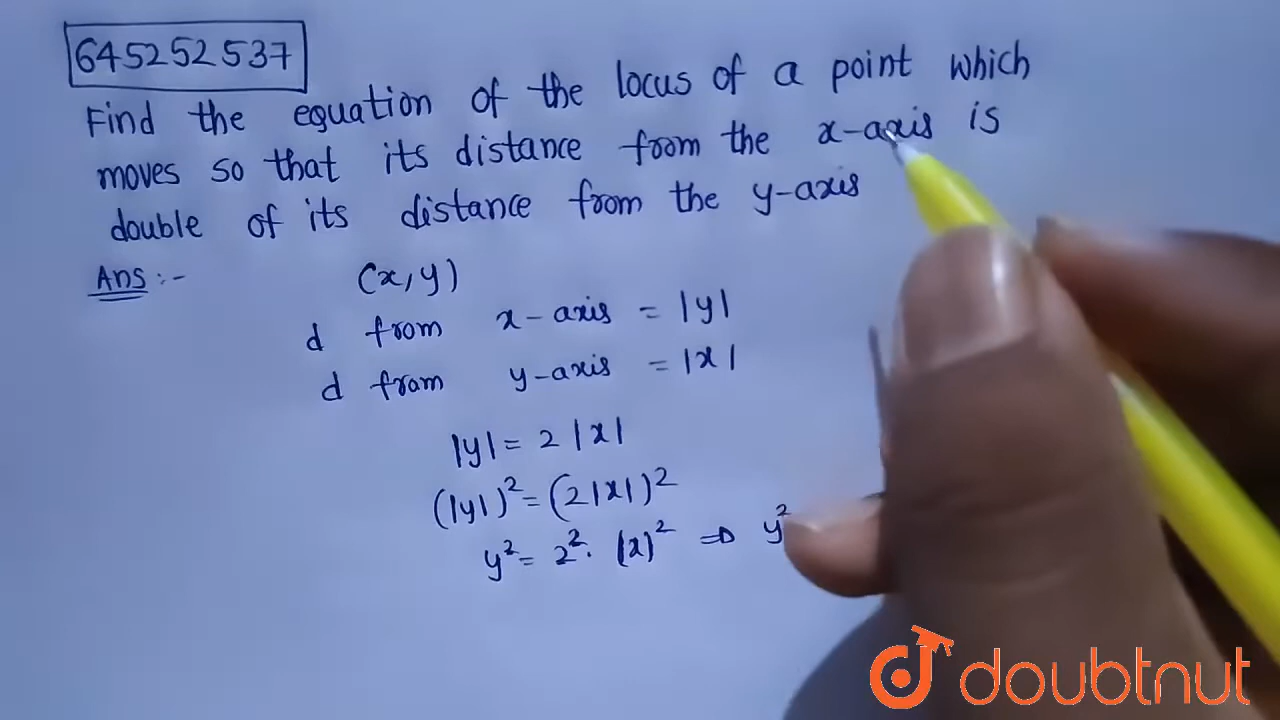 645252537
Find the equation of the locus of a point which
moves so that its distance from the x-axis is
double of its distance from the y-axis
Ans :- (x, y)
d from x-axis = |y|
d from y-axis = |x|
|y| = 2 |x|
(|y|)² = (2|x|)²
y² = 2² · (x)² ⇒ y²
doubtnut